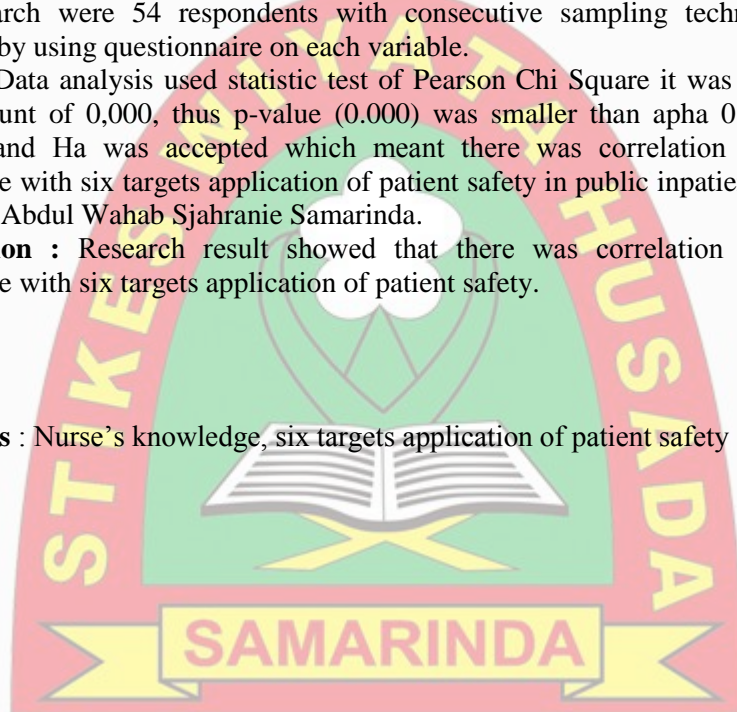 arch were 54 respondents with consecutive sampling techn
by using questionnaire on each variable.
Data analysis used statistic test of Pearson Chi Square it was
unt of 0,000, thus p-value (0.000) was smaller than apha 0
and Ha was accepted which meant there was correlation
e with six targets application of patient safety in public inpatie
Abdul Wahab Sjahranie Samarinda.
ion : Research result showed that there was correlation
e with six targets application of patient safety.
s : Nurse’s knowledge, six targets application of patient safety
STIKES WIYATA HUSADA
SAMARINDA